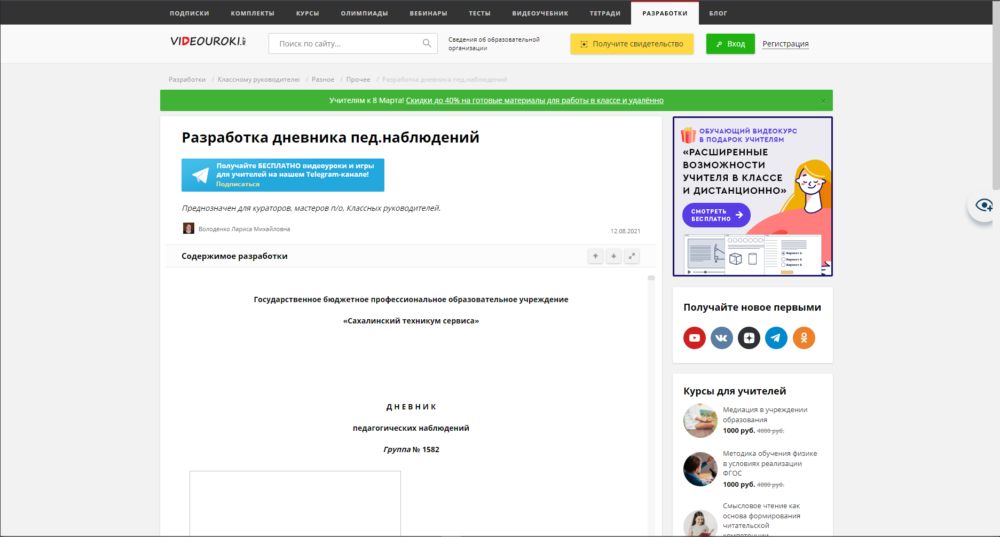 ПОДПИСКИ КОМПЛЕКТЫ КУРСЫ ОЛИМПИАДЫ ВЕБИНАРЫ ТЕСТЫ ВИДЕОУЧЕБНИК ТЕТРАДИ РАЗРАБОТКИ БЛОГ
VIDEOUROKI.NET
Поиск по сайту...
Сведения об образовательной
организации
Получите свидетельство
Вход
Регистрация
Разработки / Классному руководителю / Разное / Прочее / Разработка дневника пед.наблюдений
Учителям к 8 Марта! Скидки до 40% на готовые материалы для работы в классе и удалённо ×
Разработка дневника пед.наблюдений
Получайте БЕСПЛАТНО видеоуроки и игры
для учителей на нашем Telegram-канале!
Подписаться
Предназначен для кураторов, мастеров п/о, Классных руководителей.
Володенко Лариса Михайловна
12.08.2021
Содержимое разработки
Государственное бюджетное профессиональное образовательное учреждение
«Сахалинский техникум сервиса»
Д Н Е В Н И К
педагогических наблюдений
Группа № 1582
ОБУЧАЮЩИЙ ВИДЕОКУРС
В ПОДАРОК УЧИТЕЛЯМ
«РАСШИРЕННЫЕ
ВОЗМОЖНОСТИ
УЧИТЕЛЯ В КЛАССЕ
И ДИСТАНЦИОННО»
СМОТРЕТЬ
БЕСПЛАТНО
Вариант А
Вариант Б
Вариант В
Получайте новое первыми
Курсы для учителей
Медиация в учреждении
образования
1000 руб. 4000 руб.
Методика обучения физике
в условиях реализации
ФГОС
1000 руб. 4000 руб.
Смысловое чтение как
основа формирования
читательской
компетенции